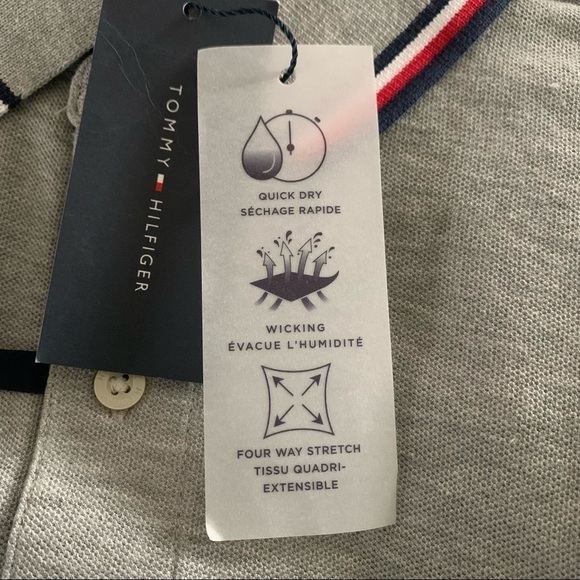 TOMMY HILFIGER
QUICK DRY
SÉCHAGE RAPIDE
WICKING
ÉVACUE L'HUMIDITÉ
FOUR WAY STRETCH
TISSU QUADRI-
EXTENSIBLE